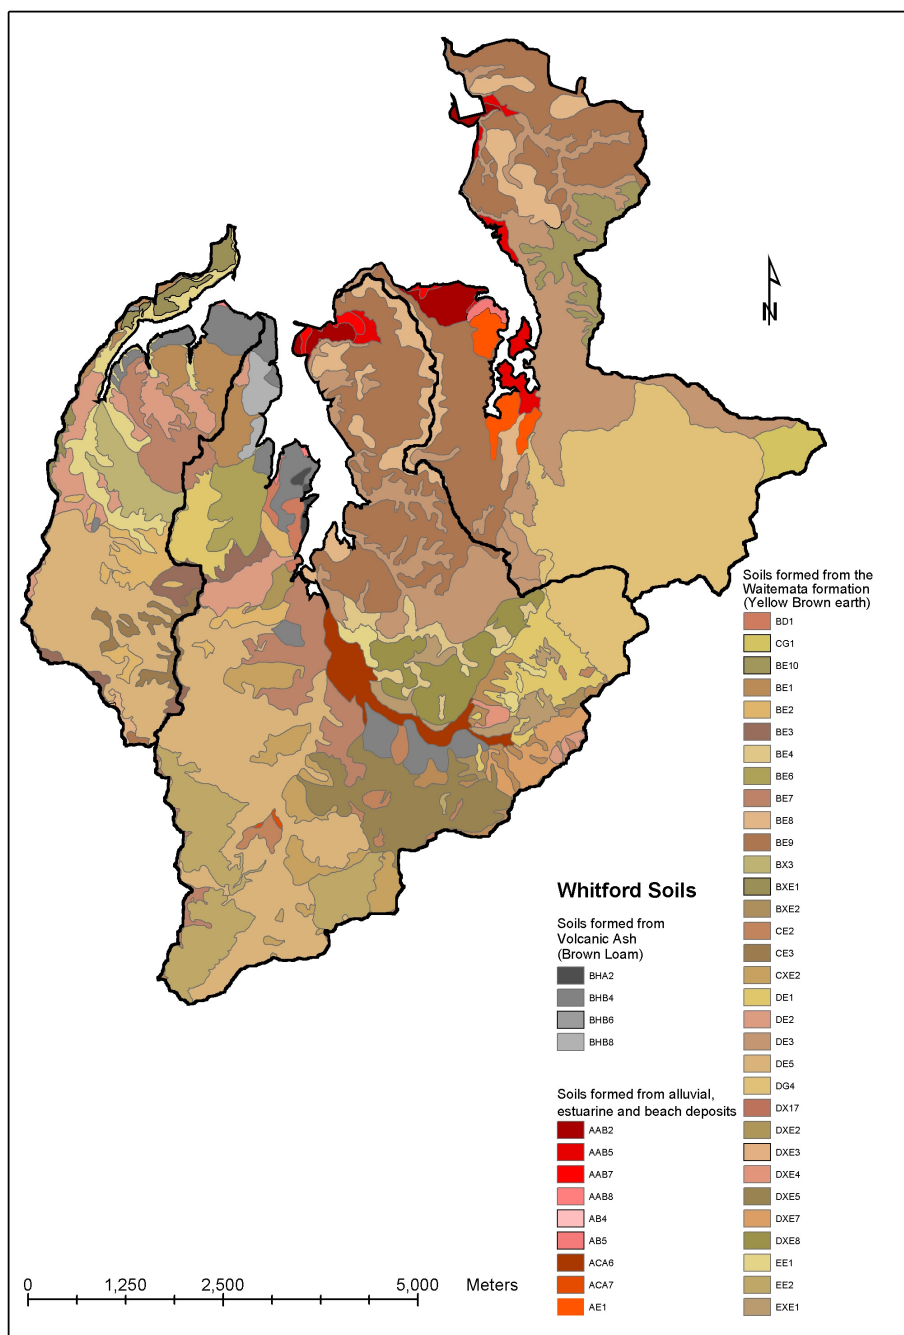 N
Whitford Soils
Soils formed from
Volcanic Ash
(Brown Loam)
BHA2
BHB4
BHB6
BHB8
Soils formed from alluvial,
estuarine and beach deposits
AAB2
AAB5
AAB7
AAB8
AB4
AB5
ACA6
ACA7
AE1
Soils formed from the
Waitemata formation
(Yellow Brown earth)
BD1
CG1
BE10
BE1
BE2
BE3
BE4
BE6
BE7
BE8
BE9
BX3
BXE1
BXE2
CE2
CE3
CXE2
DE1
DE2
DE3
DE5
DG4
DX17
DXE2
DXE3
DXE4
DXE5
DXE7
DXE8
EE1
EE2
EXE1
0 1,250 2,500 5,000 Meters